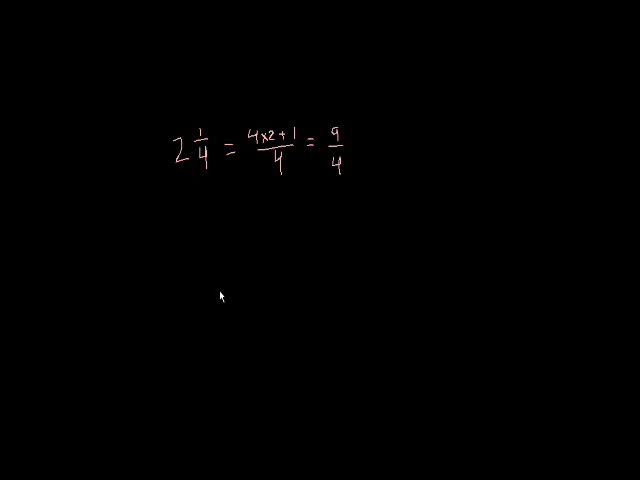 2 1/4 = (4x2+1)/4 = 9/4